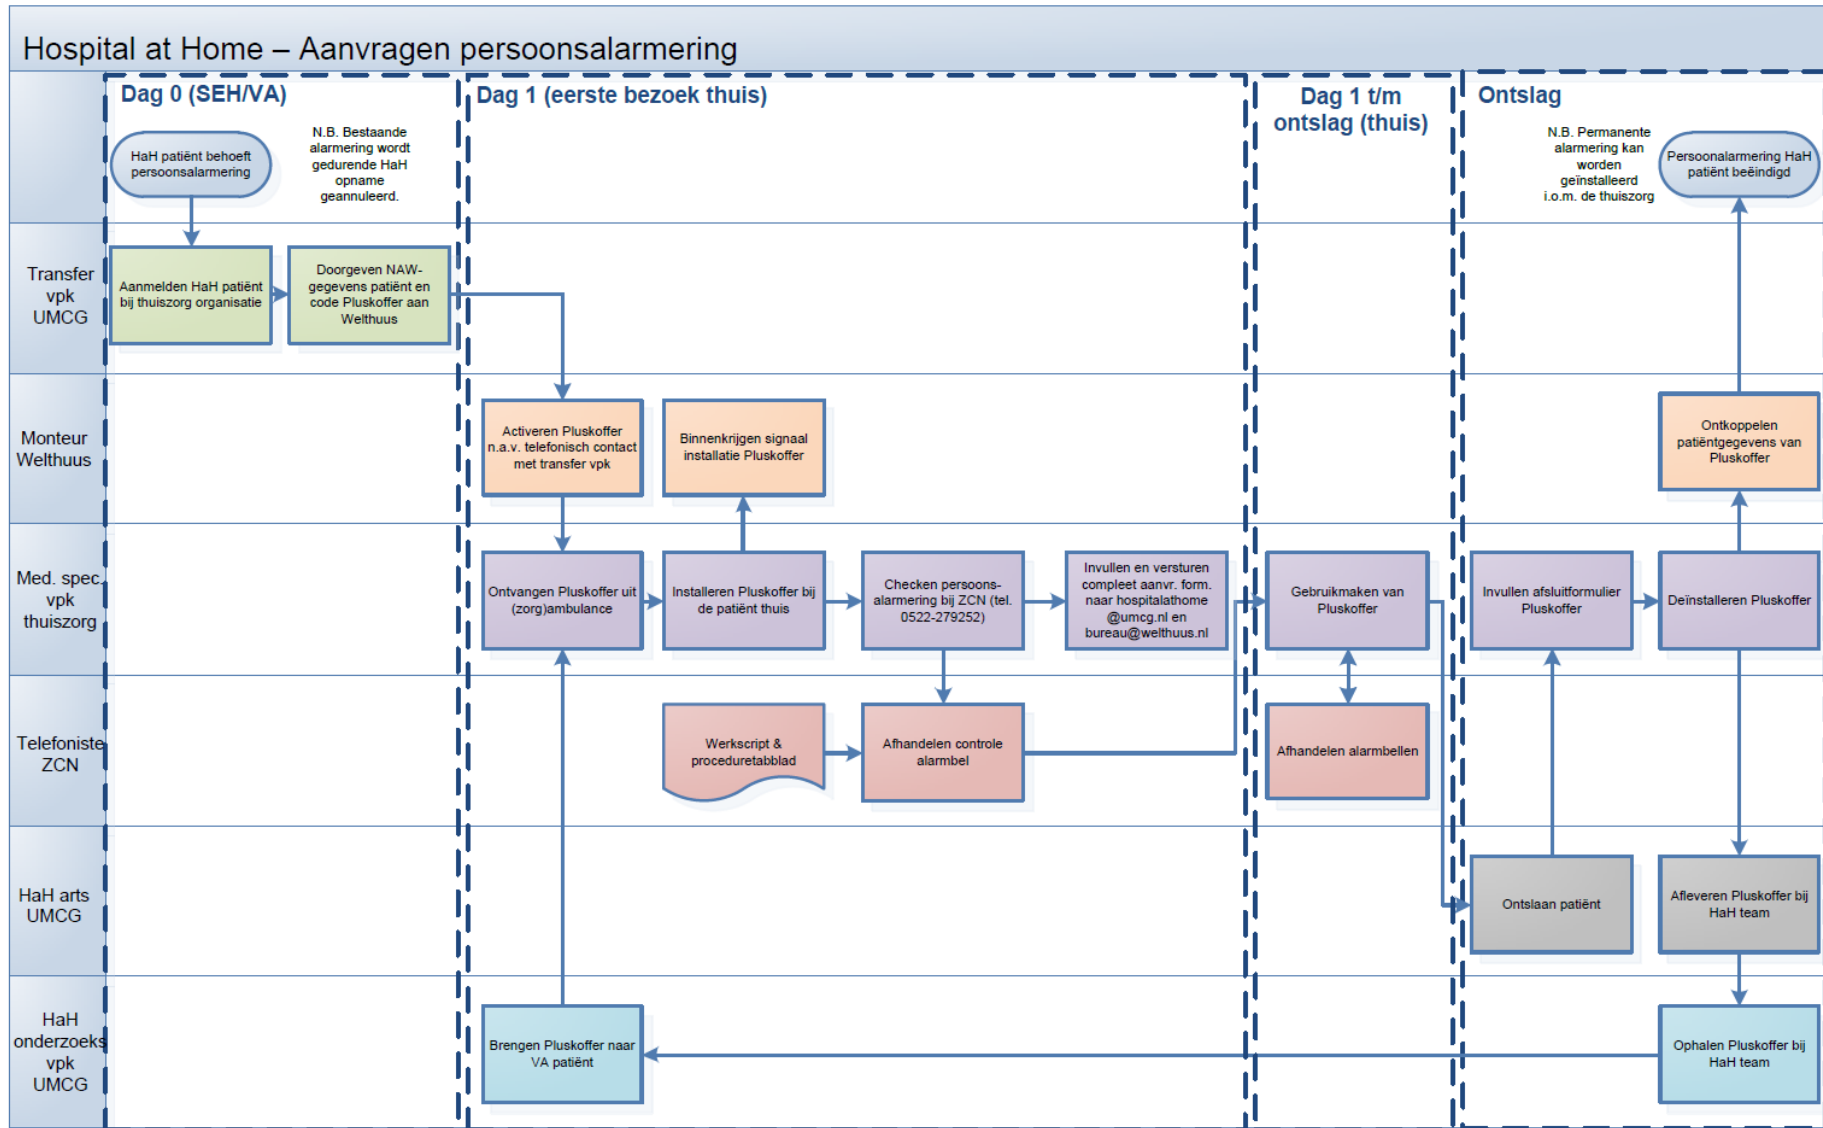 Hospital at Home – Aanvragen persoonsalarmering
Dag 0 (SEH/VA)
Dag 1 (eerste bezoek thuis)
Dag 1 t/m
ontslag (thuis)
Ontslag
HaH patiënt behoeft
persoonsalarmering
N.B. Bestaande
alarmering wordt
gedurende HaH
opname
geannuleerd.
N.B. Permanente
alarmering kan
worden
geïnstalleerd
i.o.m. de thuiszorg
Persoonalarmering HaH
patiënt beëindigd
Transfer
vpk
UMCG
Aanmelden HaH patiënt
bij thuiszorg organisatie
Doorgeven NAW-
gegevens patiënt en
code Pluskoffer aan
Welthuus
Monteur
Welthuus
Activeren Pluskoffer
n.a.v. telefonisch contact
met transfer vpk
Binnenkrijgen signaal
installatie Pluskoffer
Ontkoppelen
patiëntgegevens van
Pluskoffer
Med. spec.
vpk
thuiszorg
Ontvangen Pluskoffer uit
(zorg)ambulance
Installeren Pluskoffer bij
de patiënt thuis
Checken persoons-
alarmering bij ZCN (tel.
0522-279252)
Invullen en versturen
compleet aanvr. form.
naar hospitalathome
@umcg.nl en
bureau@welthuus.nl
Gebruikmaken van
Pluskoffer
Invullen afsluitformulier
Pluskoffer
Deïnstalleren Pluskoffer
Telefoniste
ZCN
Werkscript &
proceduretabblad
Afhandelen controle
alarmbel
Afhandelen alarmbellen
HaH arts
UMCG
Ontslaan patiënt
Afleveren Pluskoffer bij
HaH team
HaH
onderzoeks
vpk
UMCG
Brengen Pluskoffer naar
VA patiënt
Ophalen Pluskoffer bij
HaH team